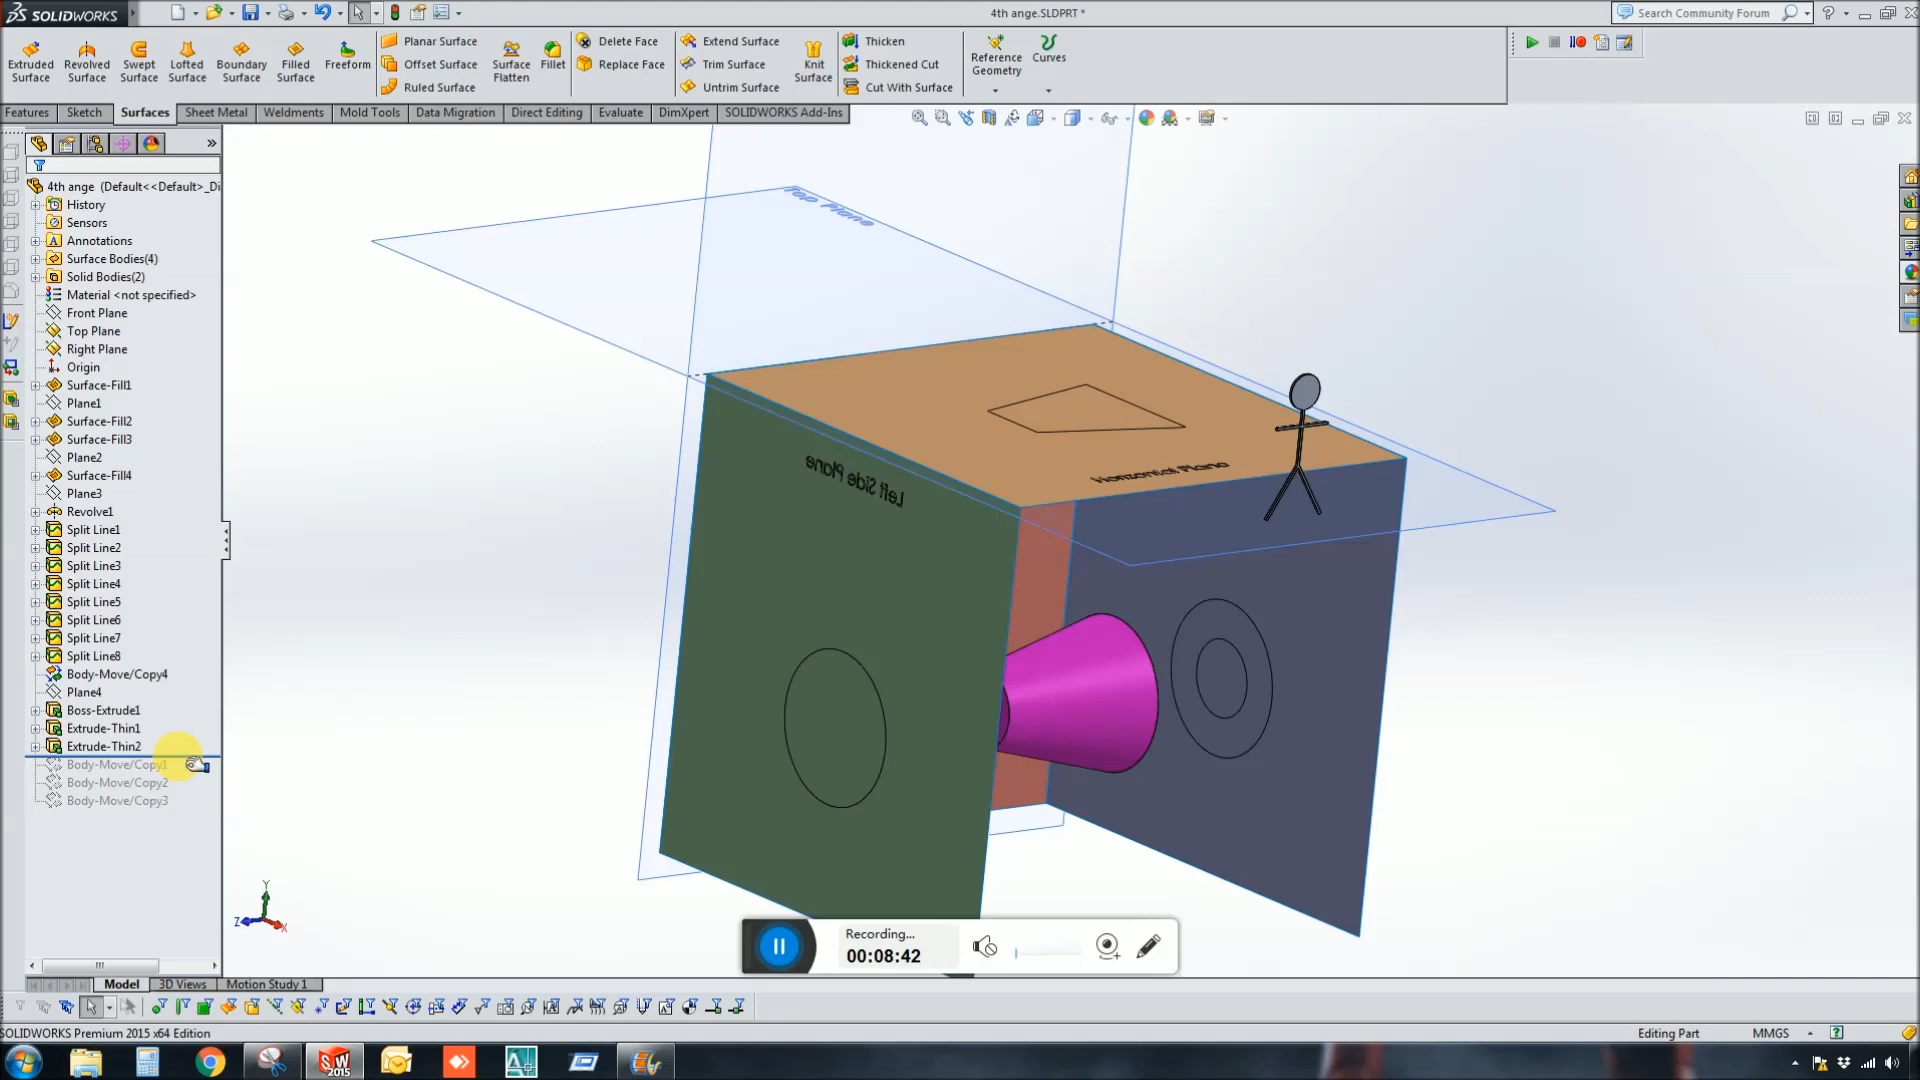 SOLIDWORKS
4th ange.SLDPRT *
Search Community Forum
Extruded Surface
Revolved Surface
Swept Surface
Lofted Surface
Boundary Surface
Filled Surface
Freeform
Planar Surface
Offset Surface
Ruled Surface
Surface Flatten
Fillet
Delete Face
Replace Face
Extend Surface
Trim Surface
Untrim Surface
Knit Surface
Thicken
Thickened Cut
Cut With Surface
Reference Geometry
Curves
Features
Sketch
Surfaces
Sheet Metal
Weldments
Mold Tools
Data Migration
Direct Editing
Evaluate
DimXpert
SOLIDWORKS Add-Ins
4th ange (Default<<Default>_Di
History
Sensors
Annotations
Surface Bodies(4)
Solid Bodies(2)
Material <not specified>
Front Plane
Top Plane
Right Plane
Origin
Surface-Fill1
Plane1
Surface-Fill2
Surface-Fill3
Plane2
Surface-Fill4
Plane3
Revolve1
Split Line1
Split Line2
Split Line3
Split Line4
Split Line5
Split Line6
Split Line7
Split Line8
Body-Move/Copy4
Plane4
Boss-Extrude1
Extrude-Thin1
Extrude-Thin2
Body-Move/Copy1
Body-Move/Copy2
Body-Move/Copy3
Top Plane
Left Side Plane
Horzontal Plane
Y
Z
X
Recording...
00:08:42
Model
3D Views
Motion Study 1
SOLIDWORKS Premium 2015 x64 Edition
Editing Part
MMGS
SW
2015